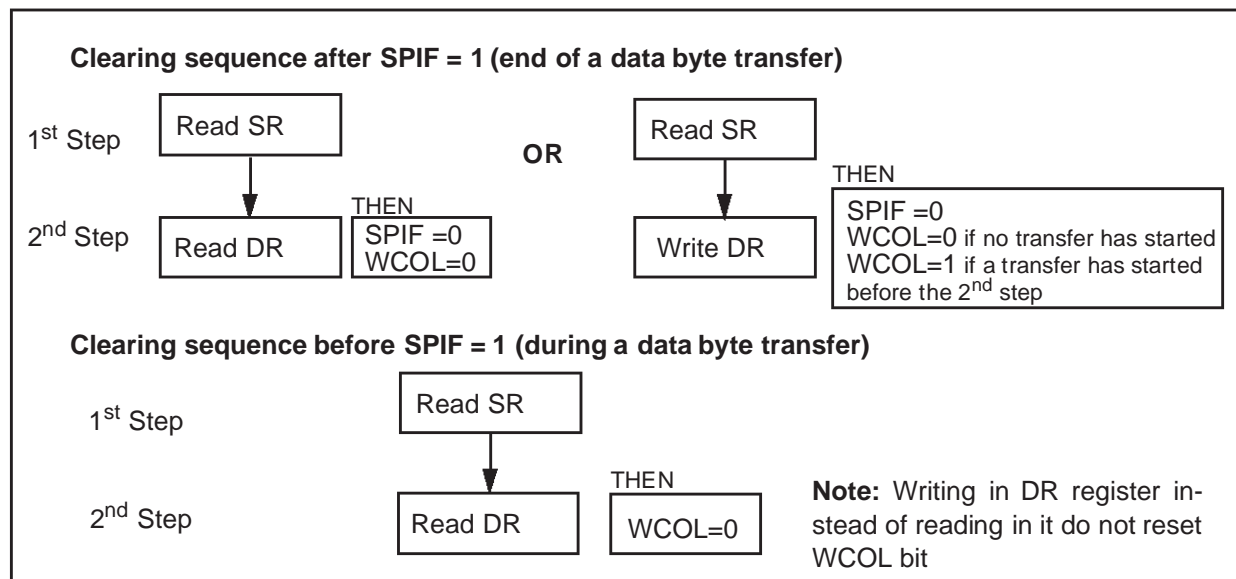 Clearing sequence after SPIF = 1 (end of a data byte transfer)
1st Step
Read SR
OR
Read SR
THEN
2nd Step
Read DR
THEN
SPIF =0
WCOL=0
Write DR
SPIF =0
WCOL=0 if no transfer has started
WCOL=1 if a transfer has started
before the 2nd step
Clearing sequence before SPIF = 1 (during a data byte transfer)
1st Step
Read SR
2nd Step
Read DR
THEN
WCOL=0
Note: Writing in DR register in-
stead of reading in it do not reset
WCOL bit